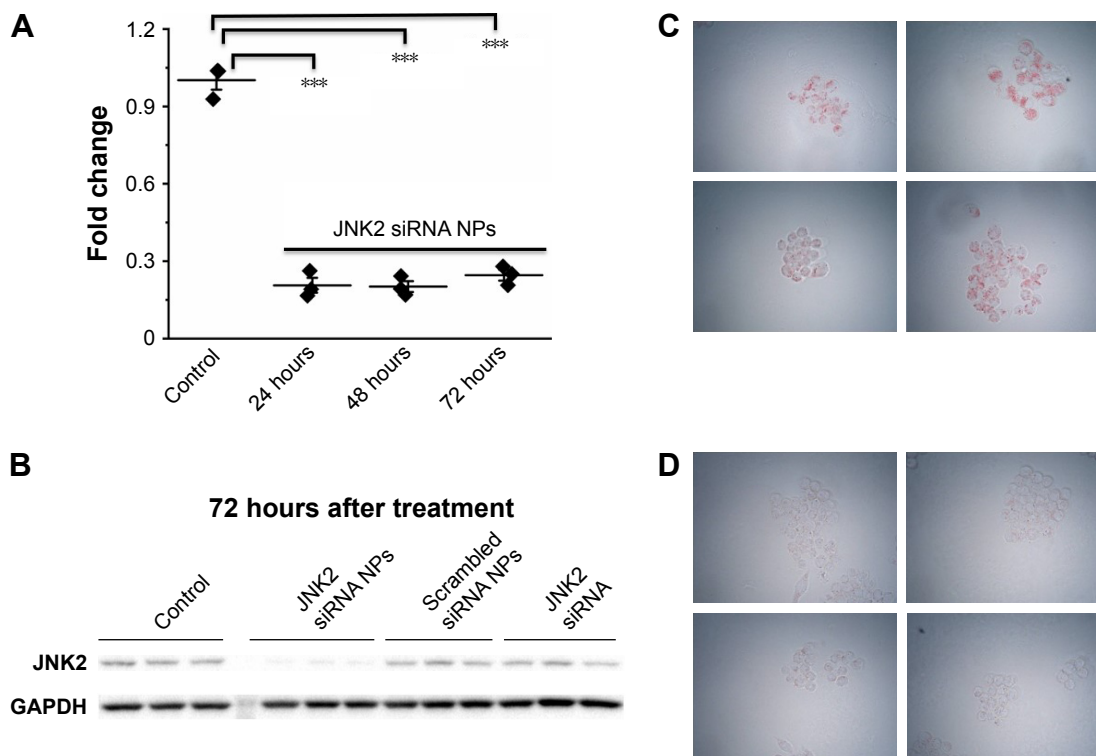 A
1.2
0.9
0.6
0.3
0
Fold change
***
***
***
JNK2 siRNA NPs
Control
24 hours
48 hours
72 hours
B
72 hours after treatment
Control
JNK2
siRNA NPs
Scrambled
siRNA NPs
JNK2
siRNA
JNK2
GAPDH
C
D